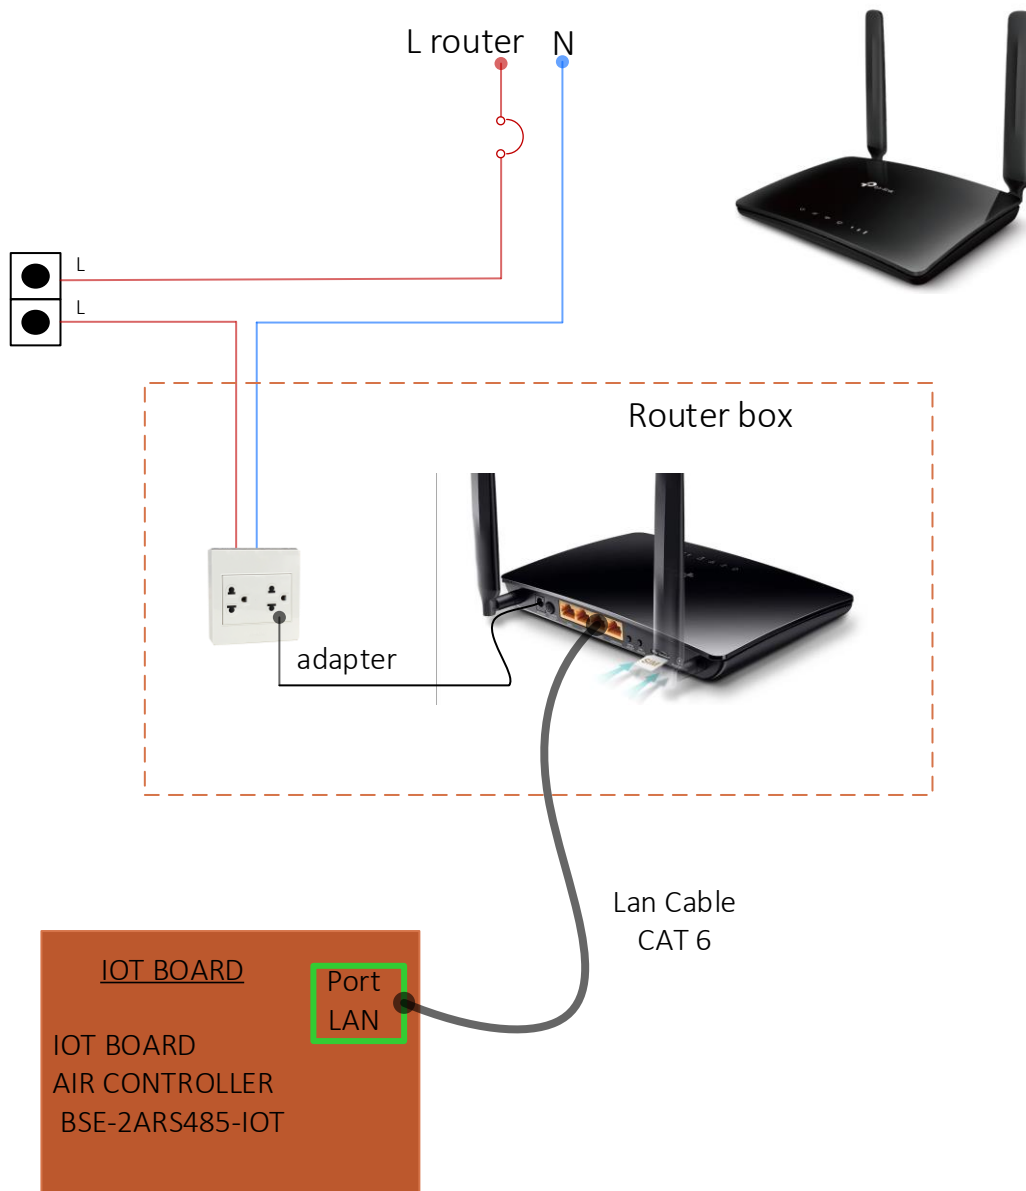 L router
N
L
L
Router box
SIM
adapter
Lan Cable
CAT 6
IOT BOARD
Port
LAN
IOT BOARD
AIR CONTROLLER
BSE-2ARS485-IOT